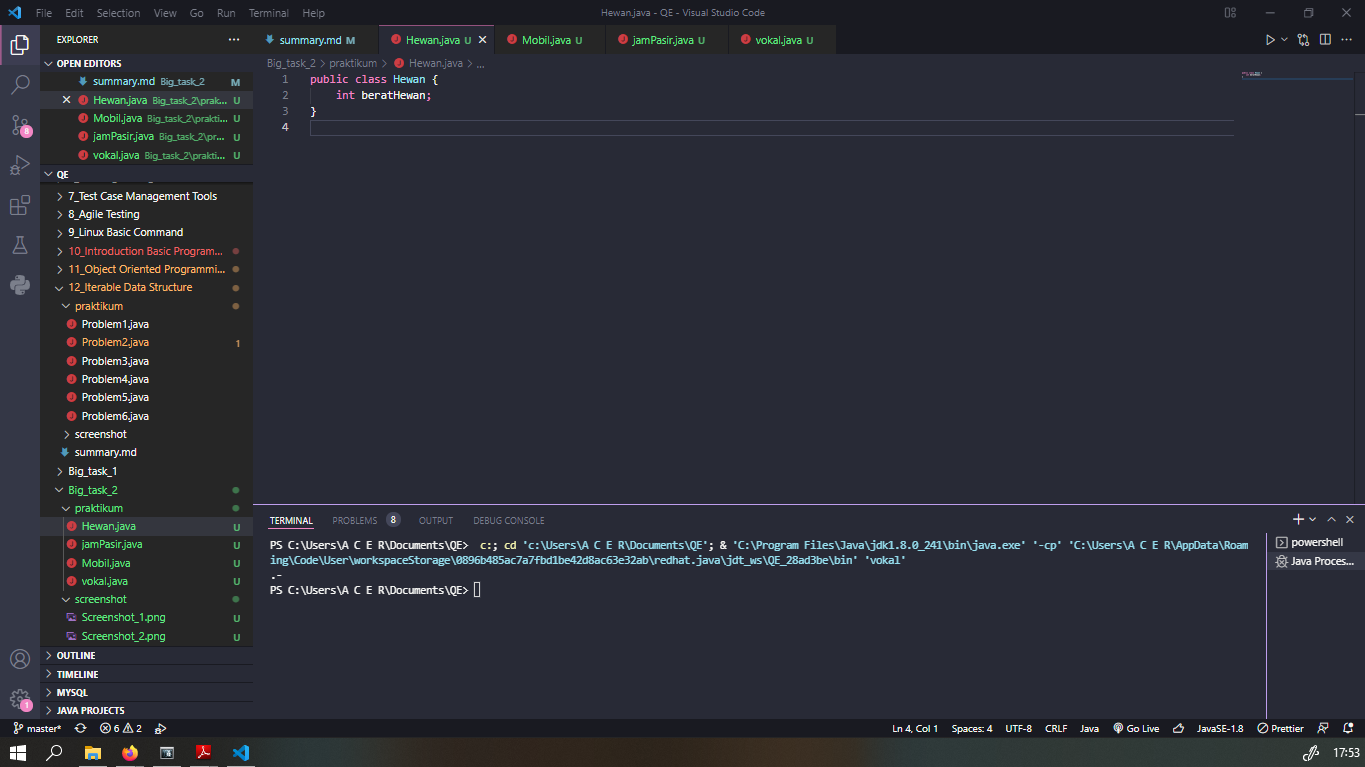 File Edit Selection View Go Run Terminal Help Hewan.java - QE - Visual Studio Code
EXPLORER
summary.md M Hewan.java U Mobil.java U jamPasir.java U vokal.java U
OPEN EDITORS
summary.md Big_task_2 M
Hewan.java Big_task_2\prak... U
Mobil.java Big_task_2\prakti... U
jamPasir.java Big_task_2\pr... U
vokal.java Big_task_2\prakti... U
QE
7_Test Case Management Tools
8_Agile Testing
9_Linux Basic Command
10_Introduction Basic Program...
11_Object Oriented Programmi...
12_Iterable Data Structure
praktikum
Problem1.java
Problem2.java 1
Problem3.java
Problem4.java
Problem5.java
Problem6.java
screenshot
summary.md
Big_task_1
Big_task_2
praktikum
Hewan.java U
jamPasir.java U
Mobil.java U
vokal.java U
screenshot
Screenshot_1.png U
Screenshot_2.png U
OUTLINE
TIMELINE
MYSQL
JAVA PROJECTS
8
1
Big_task_2 > praktikum > Hewan.java > ...
1 public class Hewan {
2 int beratHewan;
3 }
4
TERMINAL PROBLEMS 8 OUTPUT DEBUG CONSOLE
PS C:\Users\A C E R\Documents\QE> c:; cd 'c:\Users\A C E R\Documents\QE'; & 'C:\Program Files\Java\jdk1.8.0_241\bin\java.exe' '-cp' 'C:\Users\A C E R\AppData\Roam
ing\Code\User\workspaceStorage\0896b485ac7a7fbd1be42d8ac63e32ab\redhat.java\jdt_ws\QE_28ad3be\bin' 'vokal'
.-
PS C:\Users\A C E R\Documents\QE>
powershell
Java Proces...
master* 6 2 Ln 4, Col 1 Spaces: 4 UTF-8 CRLF Java Go Live JavaSE-1.8 Prettier
17:53